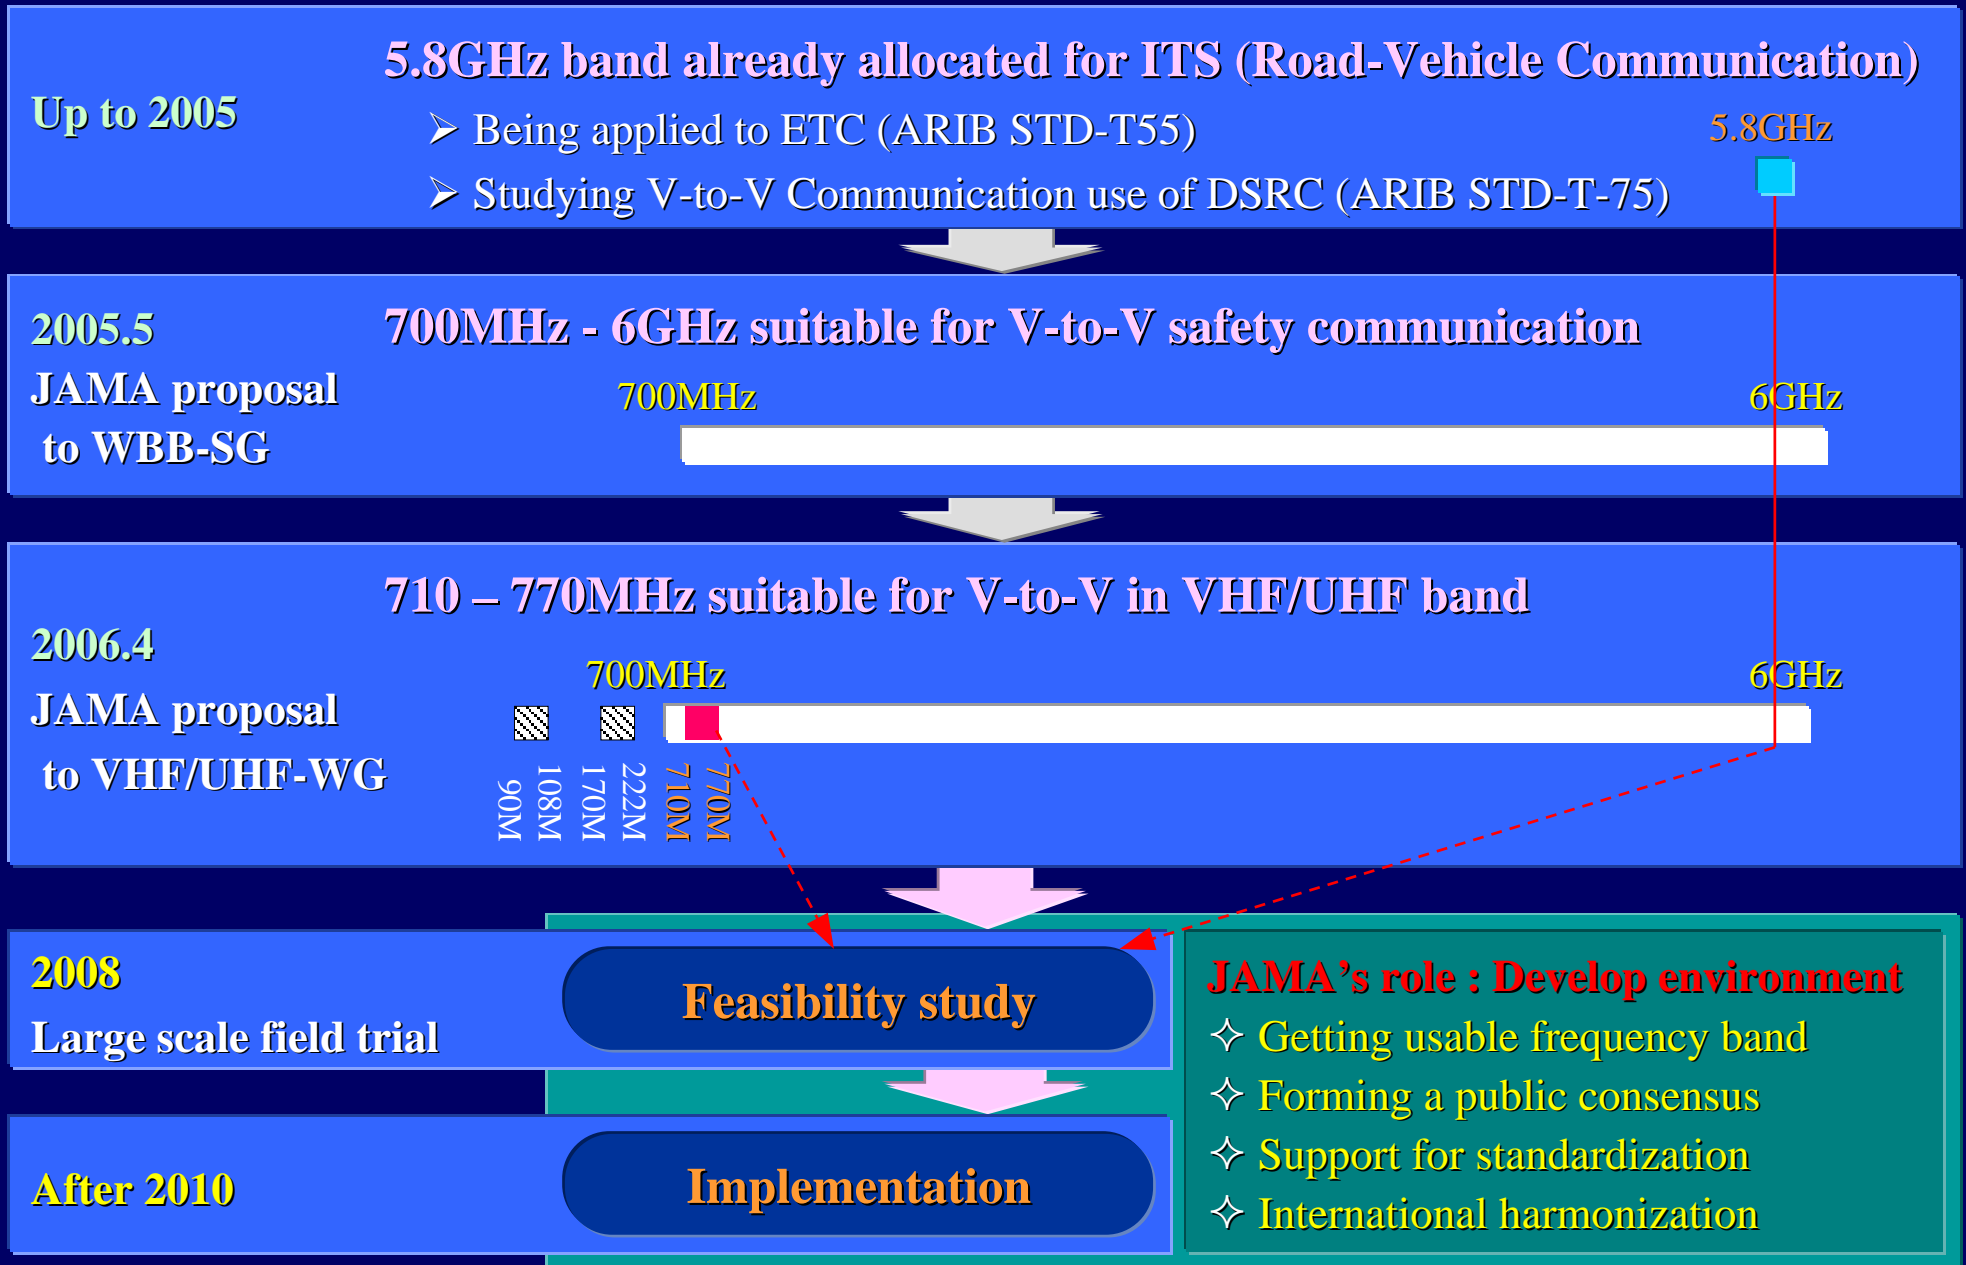 5.8GHz band already allocated for ITS (Road-Vehicle Communication)
Up to 2005
➢ Being applied to ETC (ARIB STD-T55)
5.8GHz
➢ Studying V-to-V Communication use of DSRC (ARIB STD-T-75)
2005.5
700MHz - 6GHz suitable for V-to-V safety communication
JAMA proposal
to WBB-SG
700MHz
6GHz
710 – 770MHz suitable for V-to-V in VHF/UHF band
2006.4
JAMA proposal
to VHF/UHF-WG
700MHz
6GHz
90M
108M
170M
222M
710M
770M
2008
Large scale field trial
Feasibility study
After 2010
Implementation
JAMA’s role : Develop environment
✧ Getting usable frequency band
✧ Forming a public consensus
✧ Support for standardization
✧ International harmonization